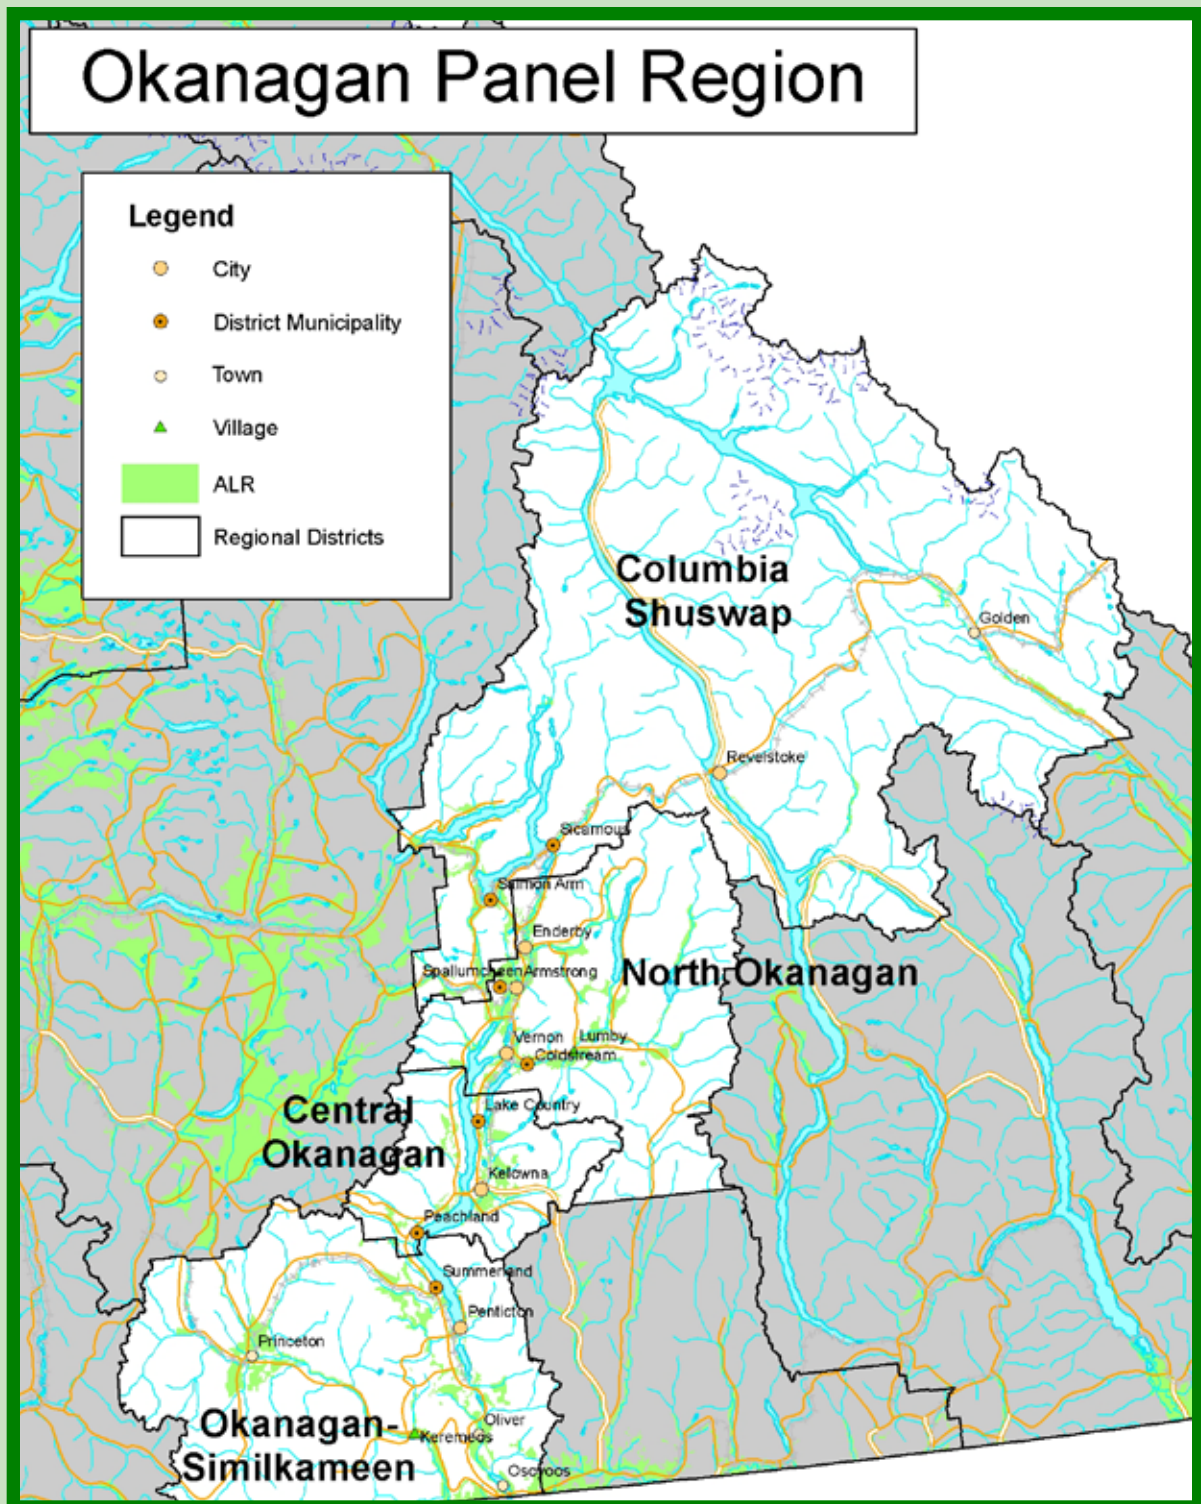 Okanagan Panel Region
Legend
City
District Municipality
Town
Village
ALR
Regional Districts
Columbia
Shuswap
Golden
Revelstoke
Sicamous
Salmon Arm
Enderby
North Okanagan
Spallumcheen
Armstrong
Vernon
Lumby
Coldstream
Lake Country
Central
Okanagan
Kelowna
Peachland
Summerland
Penticton
Princeton
Okanagan-
Similkameen
Oliver
Keremeos
Osoyoos